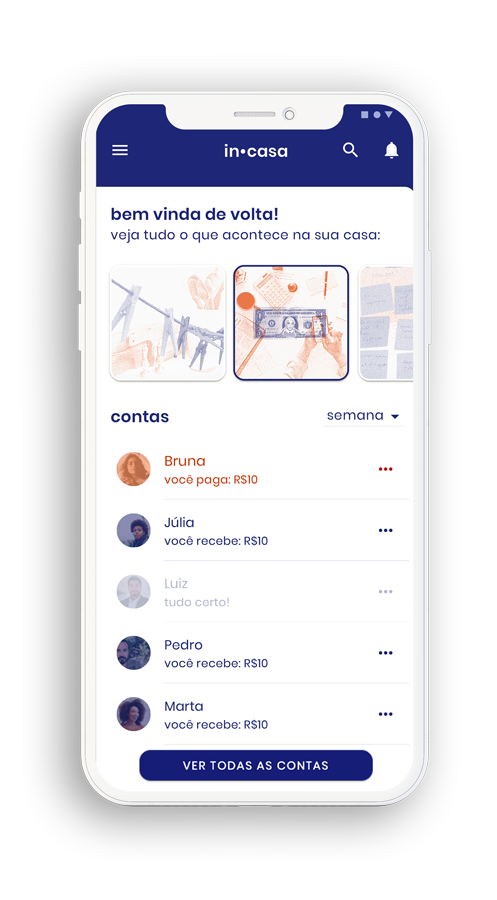 in•casa
bem vinda de volta!
veja tudo o que acontece na sua casa:
contas
semana
Bruna
você paga: R$10
Júlia
você recebe: R$10
Luiz
tudo certo!
Pedro
você recebe: R$10
Marta
você recebe: R$10
VER TODAS AS CONTAS